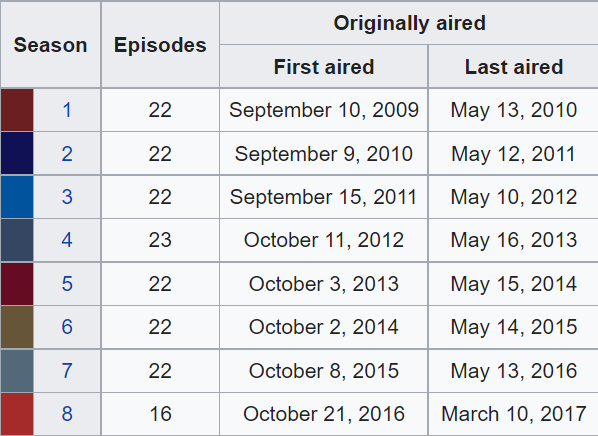 Season Episodes Originally aired
First aired Last aired
1 22 September 10, 2009 May 13, 2010
2 22 September 9, 2010 May 12, 2011
3 22 September 15, 2011 May 10, 2012
4 23 October 11, 2012 May 16, 2013
5 22 October 3, 2013 May 15, 2014
6 22 October 2, 2014 May 14, 2015
7 22 October 8, 2015 May 13, 2016
8 16 October 21, 2016 March 10, 2017